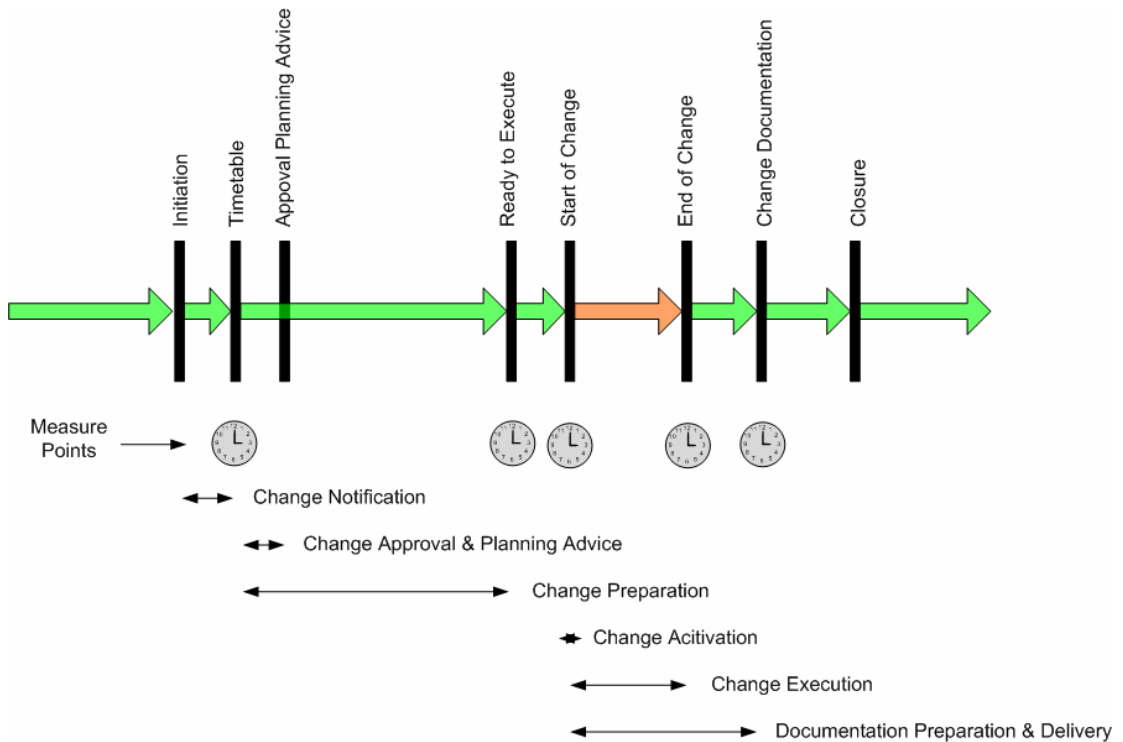 Initiation
Timetable
Appoval Planning Advice
Ready to Execute
Start of Change
End of Change
Change Documentation
Closure
Measure
Points
Change Notification
Change Approval & Planning Advice
Change Preparation
Change Acitivation
Change Execution
Documentation Preparation & Delivery